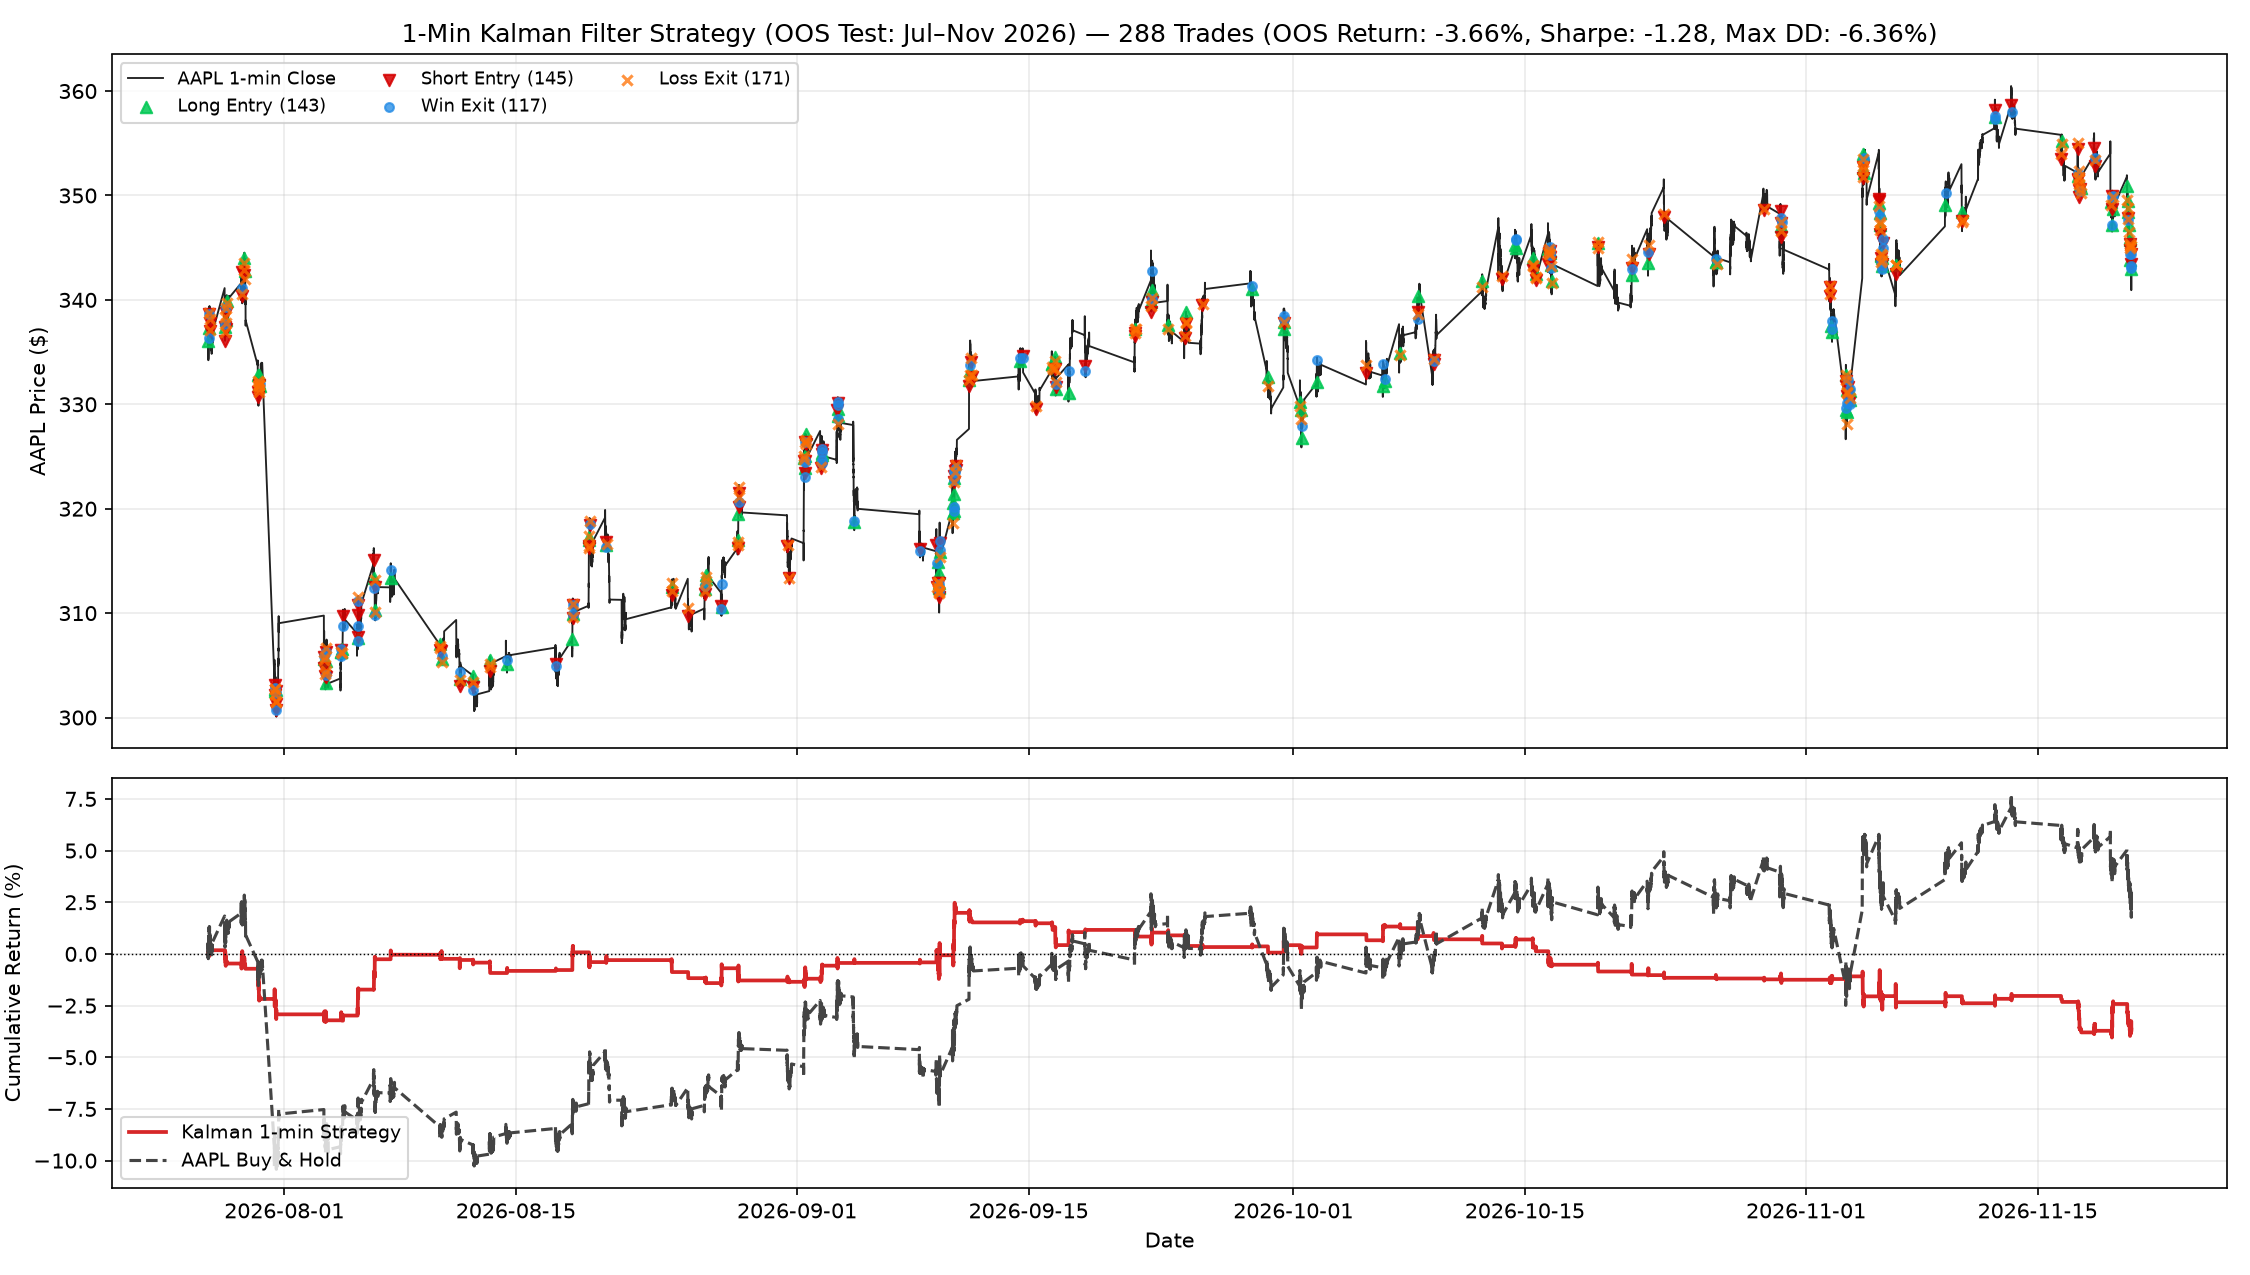 1-Min Kalman Filter Strategy (OOS Test: Jul–Nov 2026) — 288 Trades (OOS Return: -3.66%, Sharpe: -1.28, Max DD: -6.36%)
AAPL 1-min Close
Long Entry (143)
Short Entry (145)
Win Exit (117)
Loss Exit (171)
AAPL Price ($)
360
350
340
330
320
310
300
Cumulative Return (%)
7.5
5.0
2.5
0.0
−2.5
−5.0
−7.5
−10.0
Kalman 1-min Strategy
AAPL Buy & Hold
2026-08-01 2026-08-15 2026-09-01 2026-09-15 2026-10-01 2026-10-15 2026-11-01 2026-11-15
Date